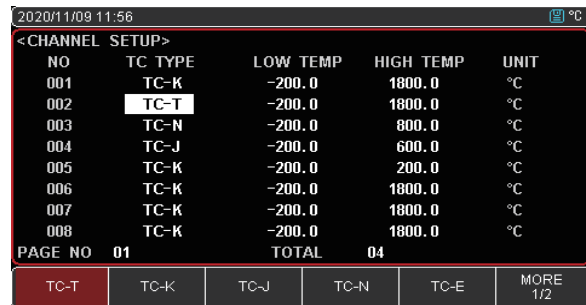 2020/11/09 11:56 °C
<CHANNEL SETUP>
NO TC TYPE LOW TEMP HIGH TEMP UNIT
001 TC-K -200.0 1800.0 °C
002 TC-T -200.0 1800.0 °C
003 TC-N -200.0 800.0 °C
004 TC-J -200.0 600.0 °C
005 TC-K -200.0 200.0 °C
006 TC-K -200.0 1800.0 °C
007 TC-K -200.0 1800.0 °C
008 TC-K -200.0 1800.0 °C
PAGE NO 01 TOTAL 04
TC-T TC-K TC-J TC-N TC-E MORE
1/2